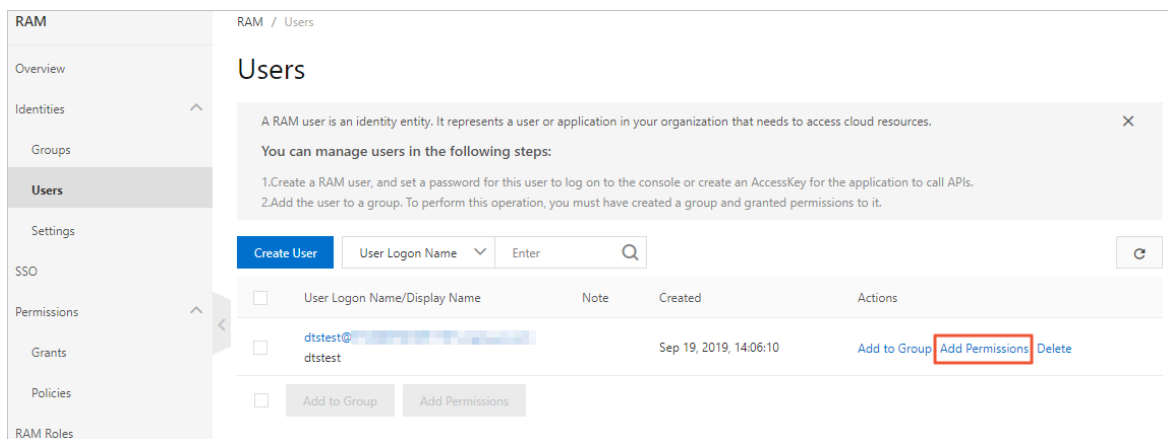 RAM
Overview
Identities
Groups
Users
Settings
SSO
Permissions
Grants
Policies
RAM Roles
RAM / Users
Users
A RAM user is an identity entity. It represents a user or application in your organization that needs to access cloud resources.
You can manage users in the following steps:
1.Create a RAM user, and set a password for this user to log on to the console or create an AccessKey for the application to call APIs.
2.Add the user to a group. To perform this operation, you must have created a group and granted permissions to it.
Create User User Logon Name Enter
User Logon Name/Display Name Note Created Actions
dtstest@
dtstest
Sep 19, 2019, 14:06:10 Add to Group Add Permissions Delete
Add to Group Add Permissions